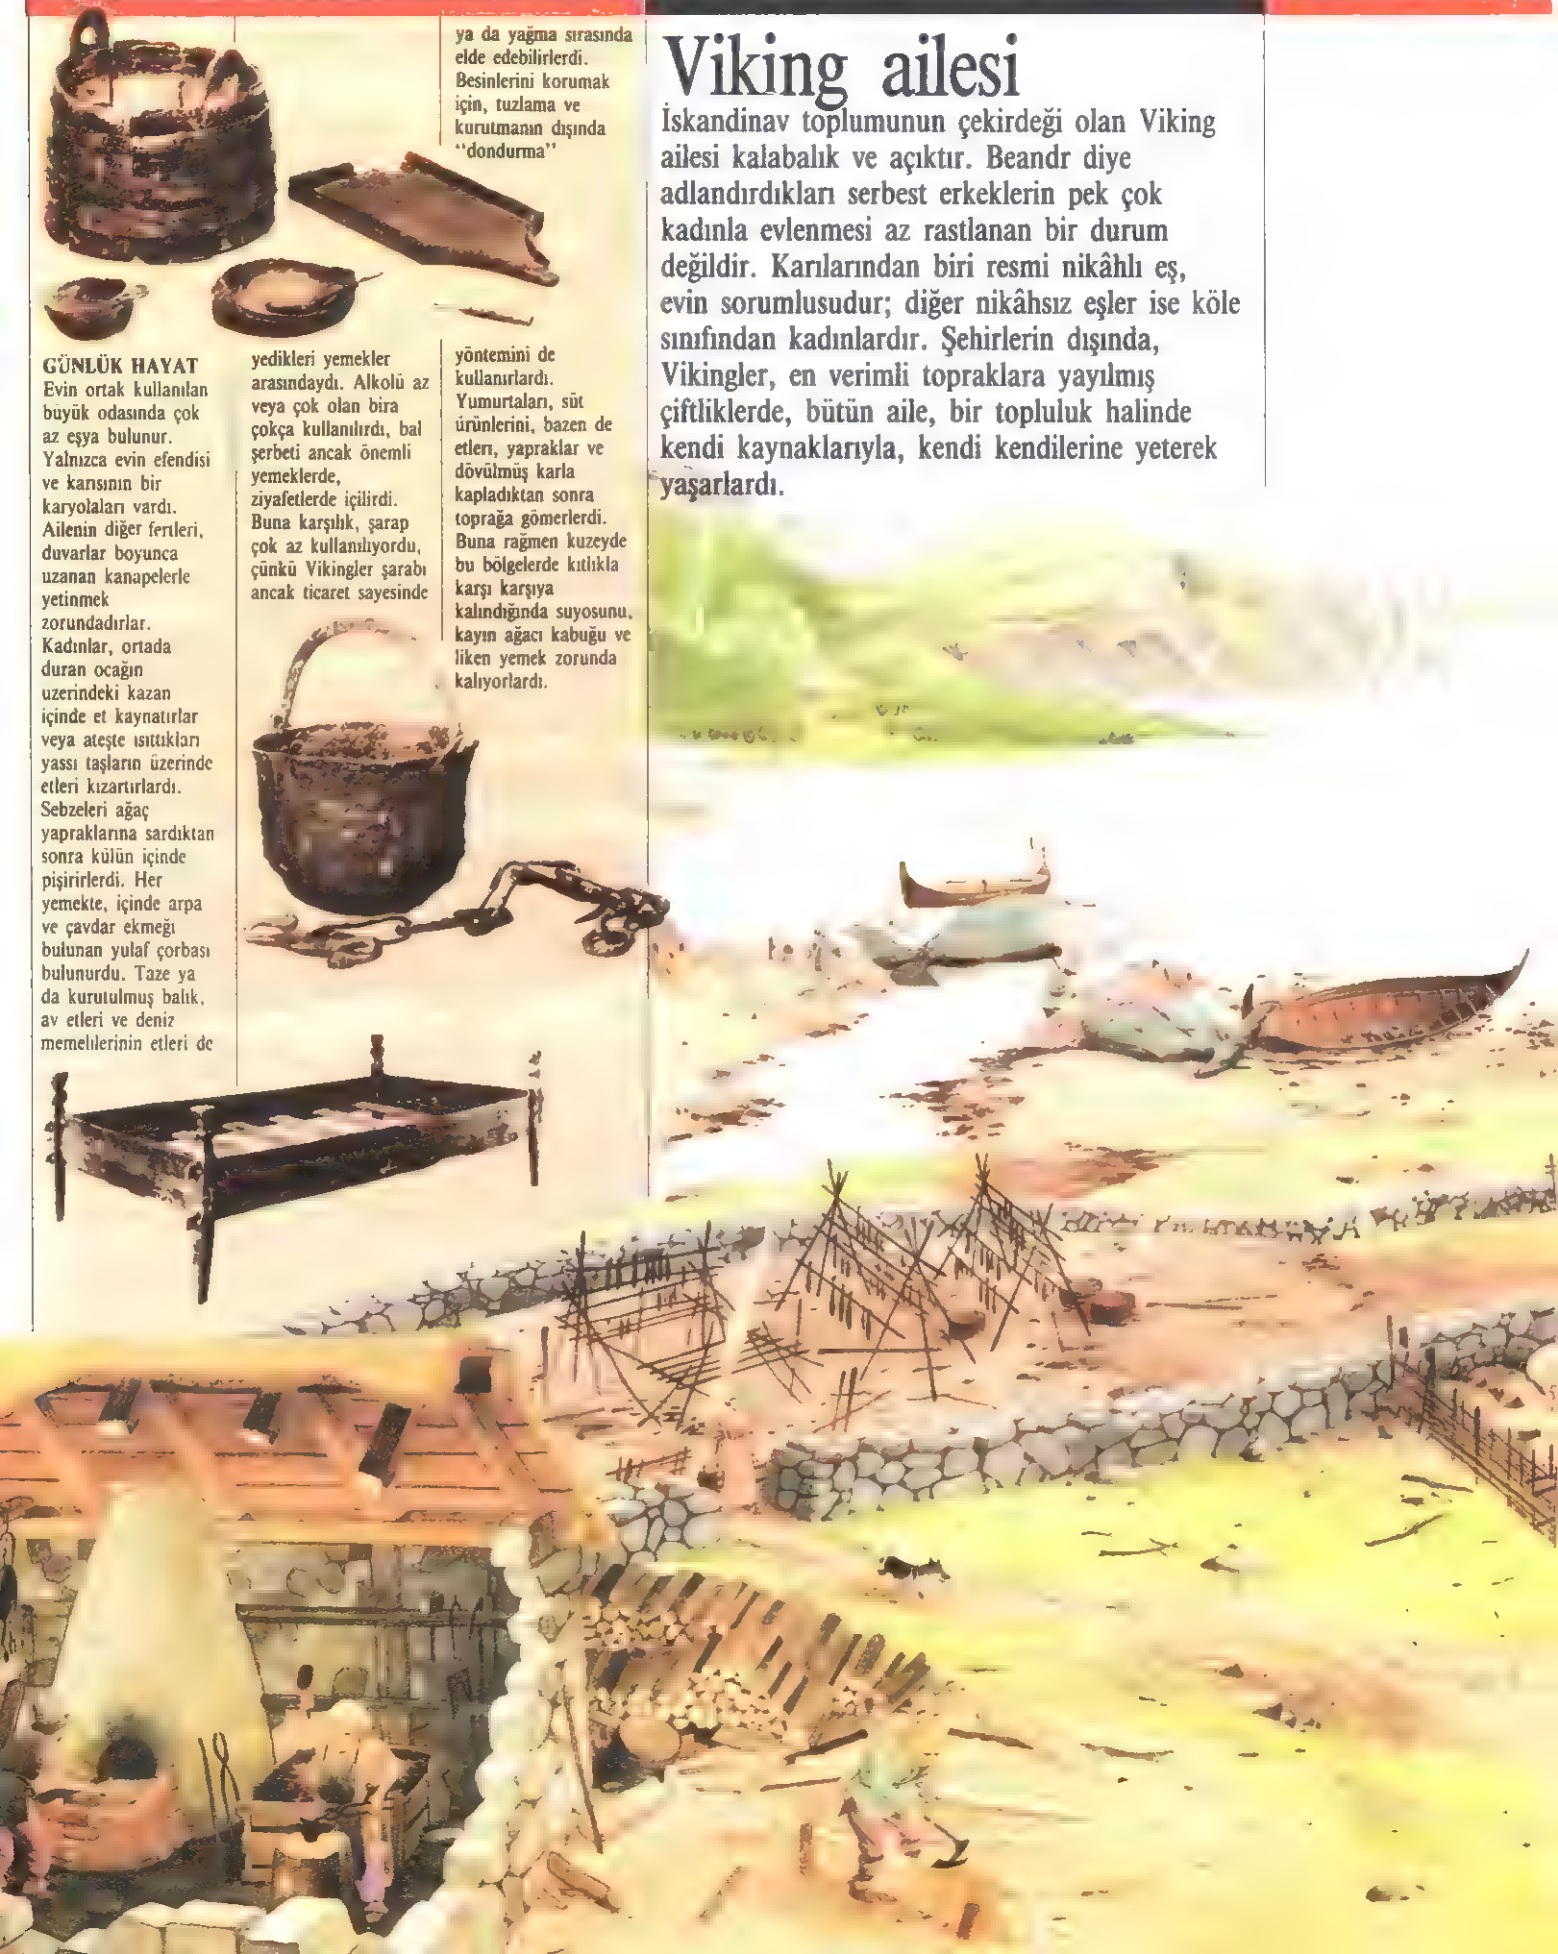 Viking ailesi
İskandinav toplumunun çekirdeği olan Viking
ailesi kalabalık ve açıktır. Beandr diye
adlandırdıkları serbest erkeklerin pek çok
kadınla evlenmesi az rastlanan bir durum
değildir. Karılarından biri resmi nikâhlı eş,
evin sorumlusudur; diğer nikâhsız eşler ise köle
sınıfından kadınlardır. Şehirlerin dışında,
Vikingler, en verimli topraklara yayılmış
çiftliklerde, bütün aile, bir topluluk halinde
kendi kaynaklarıyla, kendi kendilerine yeterek
yaşarlardı.
GÜNLÜK HAYAT
Evin ortak kullanılan
büyük odasında çok
az eşya bulunur.
Yalnızca evin efendisi
ve karısının bir
karyolaları vardı.
Ailenin diğer fertleri,
duvarlar boyunca
uzanan kanapelerle
yetinmek
zorundadırlar.
Kadınlar, ortada
duran ocağın
uzerindeki kazan
içinde et kaynatırlar
veya ateşte ısıttıkları
yassı taşların üzerinde
etleri kızartırlardı.
Sebzeleri ağaç
yapraklarına sardıktan
sonra külün içinde
pişirirlerdi. Her
yemekte, içinde arpa
ve çavdar ekmeği
bulunan yulaf çorbası
bulunurdu. Taze ya
da kurutulmuş balık,
av etleri ve deniz
memelilerinin etleri de
yedikleri yemekler
arasındaydı. Alkolü az
veya çok olan bira
çokça kullanılırdı, bal
şerbeti ancak önemli
yemeklerde,
ziyafetlerde içilirdi.
Buna karşılık, şarap
çok az kullanılıyordu,
çünkü Vikingler şarabı
ancak ticaret sayesinde
ya da yağma sırasında
elde edebilirlerdi.
Besinlerini korumak
için, tuzlama ve
kurutmanın dışında
‘‘dondurma’’
yöntemini de
kullanırlardı.
Yumurtaları, süt
ürünlerini, bazen de
etleri, yapraklar ve
dövülmüş karla
kapladıktan sonra
toprağa gömerlerdi.
Buna rağmen kuzeyde
bu bölgelerde kıtlıkla
karşı karşıya
kalındığında suyosunu,
kayın ağacı kabuğu ve
liken yemek zorunda
kalıyorlardı.